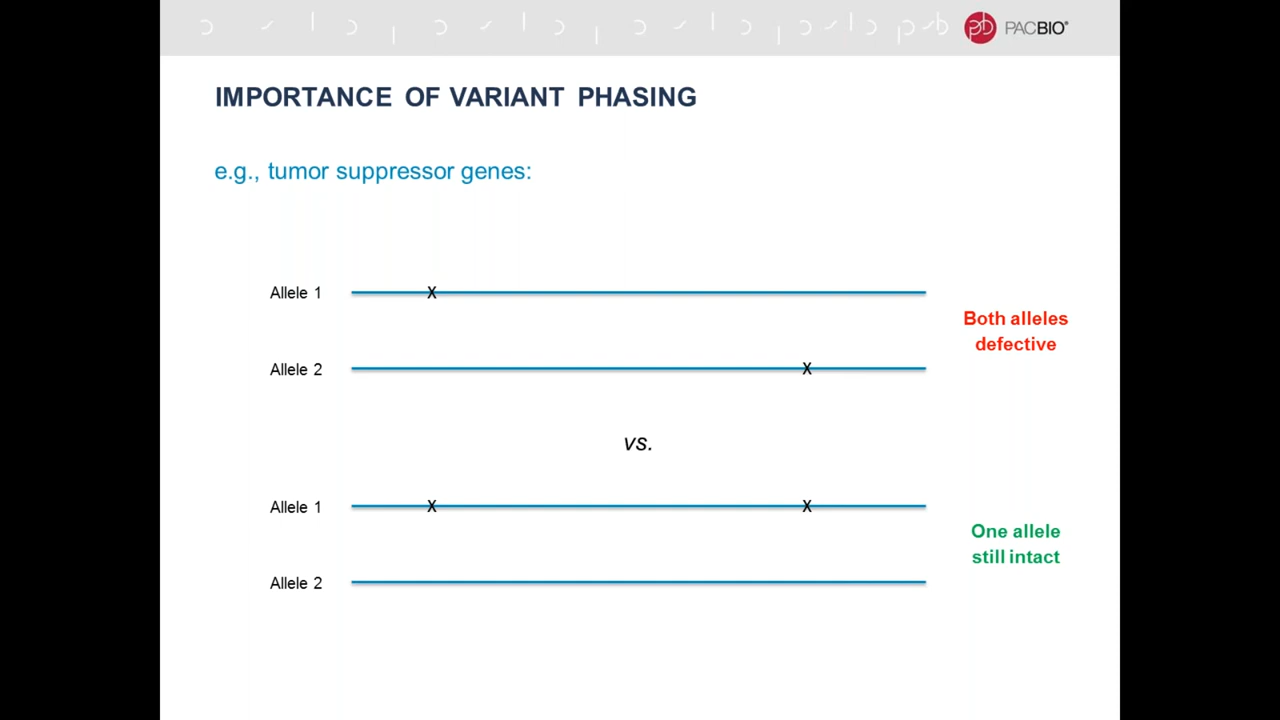 PACBIO®
IMPORTANCE OF VARIANT PHASING
e.g., tumor suppressor genes:
Allele 1 X
Both alleles
defective
Allele 2 X
vs.
Allele 1 X X
One allele
still intact
Allele 2